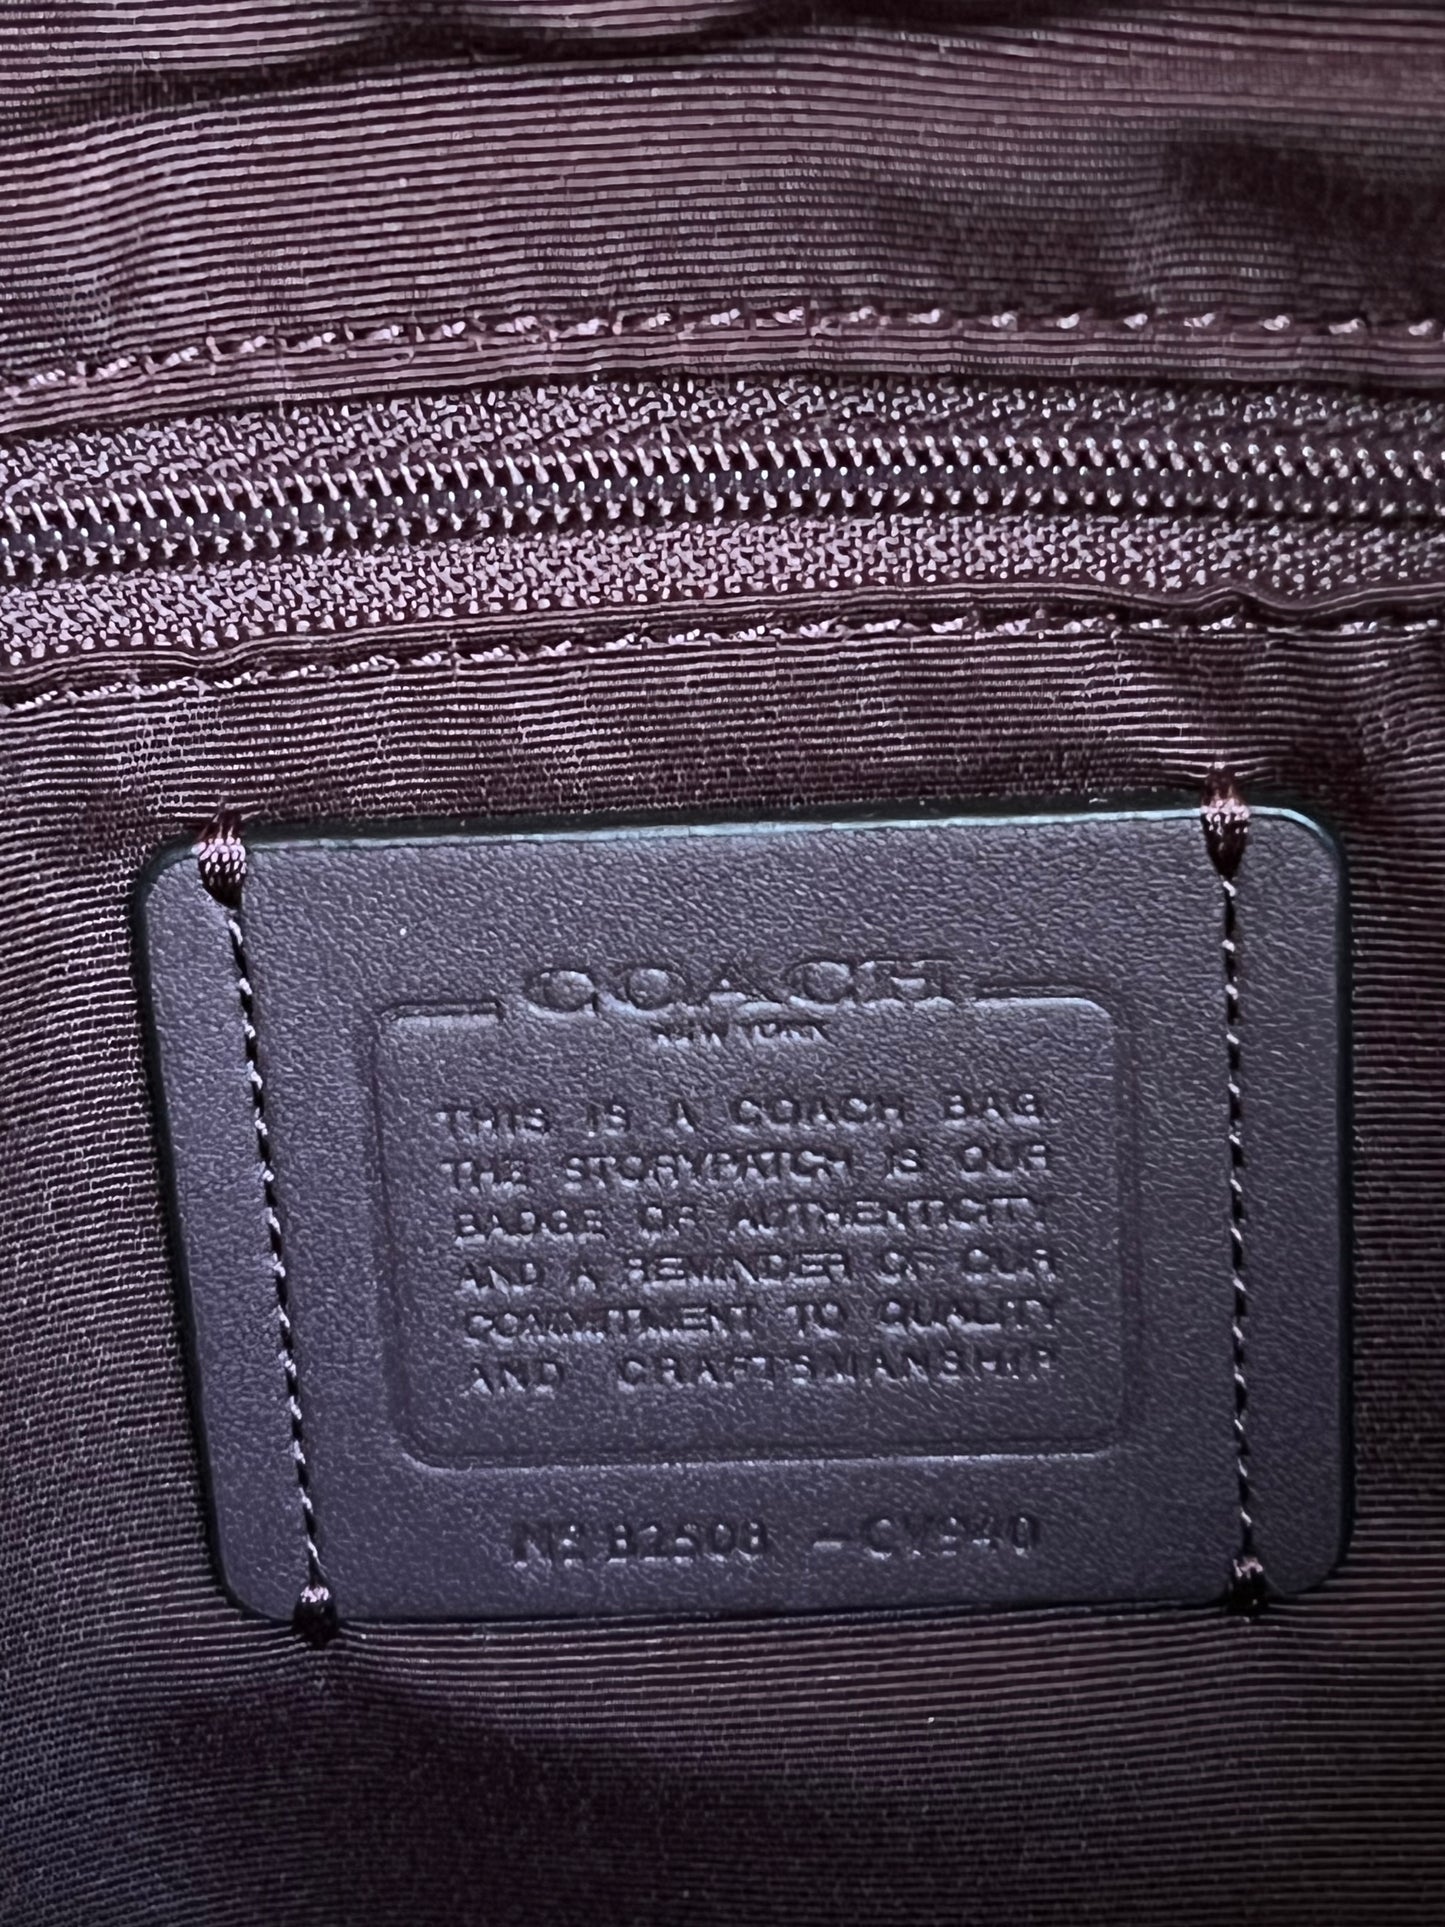 COACH
NEW YORK
THIS IS A COACH BAG.
THE STORYPATCH IS OUR
BADGE OF AUTHENTICITY,
AND A REMINDER OF OUR
COMMITMENT TO QUALITY
AND CRAFTSMANSHIP.